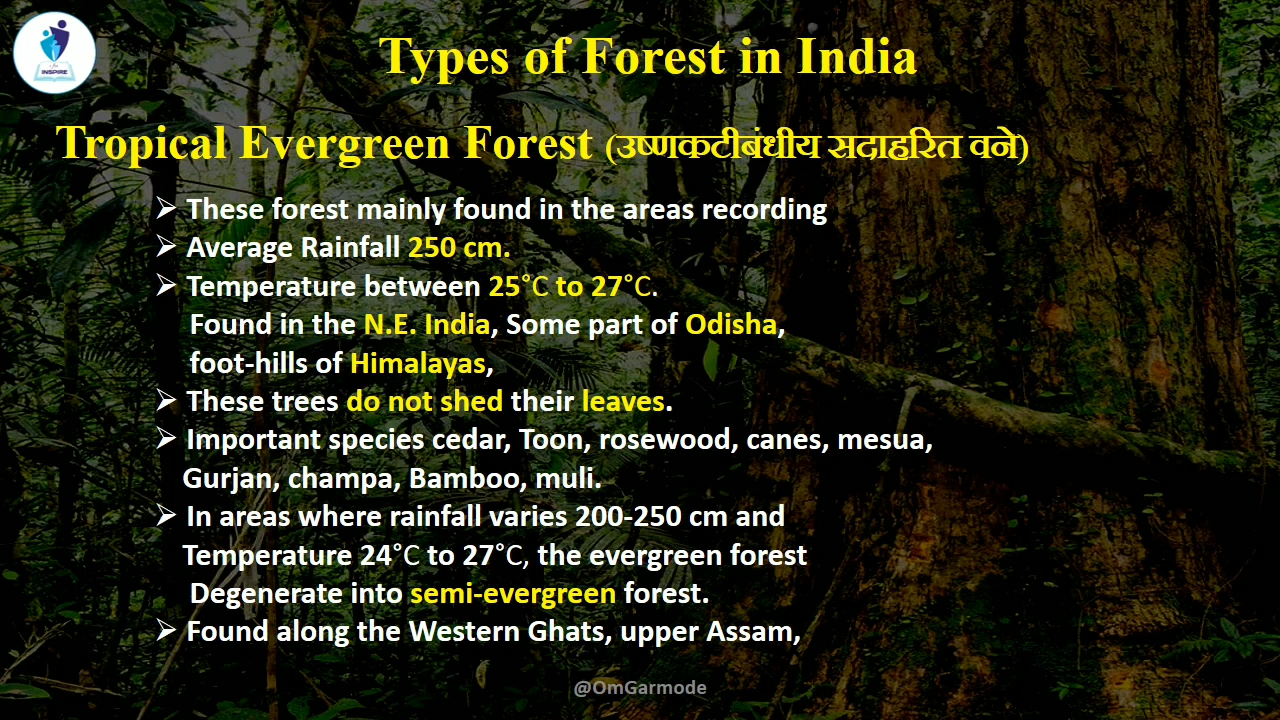 INSPIRE
Types of Forest in India
Tropical Evergreen Forest (उष्णकटीबंधीय सदाहरित वने)
➢ These forest mainly found in the areas recording
➢ Average Rainfall 250 cm.
➢ Temperature between 25°C to 27°C.
Found in the N.E. India, Some part of Odisha,
foot-hills of Himalayas,
➢ These trees do not shed their leaves.
➢ Important species cedar, Toon, rosewood, canes, mesua,
Gurjan, champa, Bamboo, muli.
➢ In areas where rainfall varies 200-250 cm and
Temperature 24°C to 27°C, the evergreen forest
Degenerate into semi-evergreen forest.
➢ Found along the Western Ghats, upper Assam,
@OmGarmode